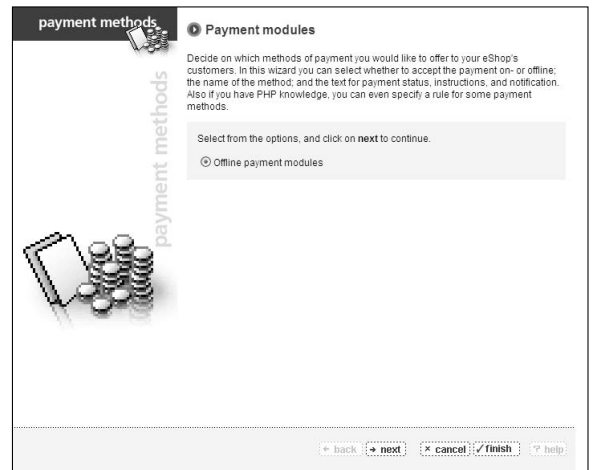 payment methods
payment methods
Payment modules
Decide on which methods of payment you would like to offer to your eShop's
customers. In this wizard you can select whether to accept the payment on- or offline;
the name of the method; and the text for payment status, instructions, and notification.
Also if you have PHP knowledge, you can even specify a rule for some payment
methods.
Select from the options, and click on next to continue.
Offline payment modules
back next cancel finish ? help